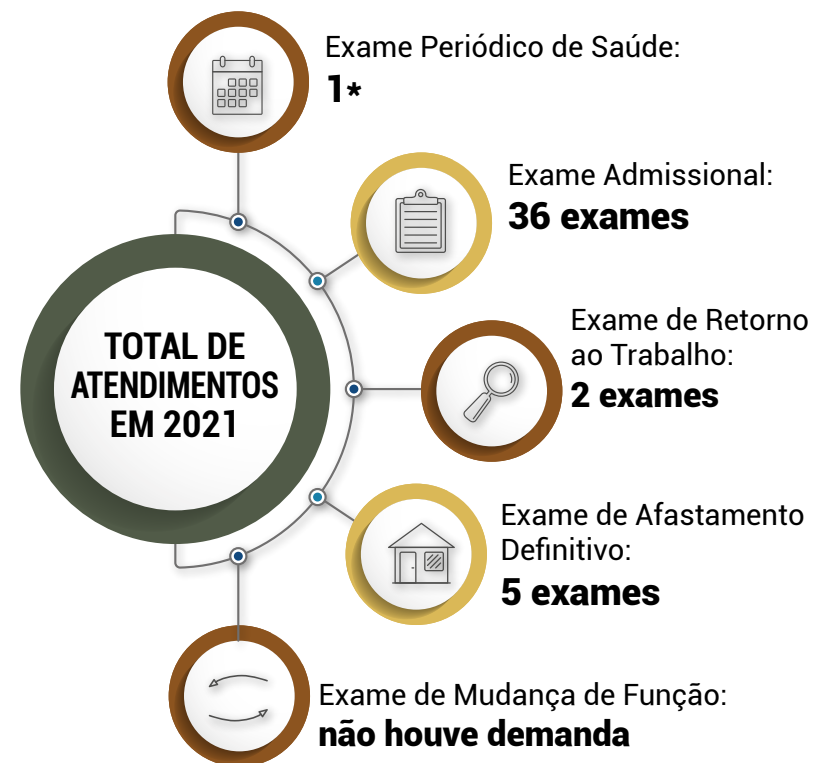 Exame Periódico de Saúde:
1*
Exame Admissional:
36 exames
TOTAL DE
ATENDIMENTOS
EM 2021
Exame de Retorno
ao Trabalho:
2 exames
Exame de Afastamento
Definitivo:
5 exames
Exame de Mudança de Função:
não houve demanda